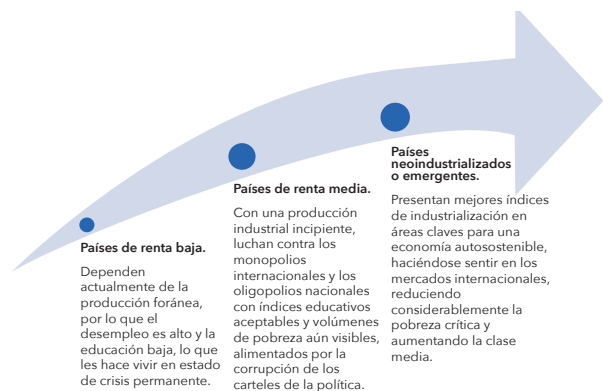 Países de renta baja.
Dependen
actualmente de la
producción foránea,
por lo que el
desempleo es alto y la
educación baja, lo que
les hace vivir en estado
de crisis permanente.
Países de renta media.
Con una producción
industrial incipiente,
luchan contra los
monopolios
internacionales y los
oligopolios nacionales
con índices educativos
aceptables y volúmenes
de pobreza aún visibles,
alimentados por la
corrupción de los
carteles de la política.
Países
neoindustrializados
o emergentes.
Presentan mejores índices
de industrialización en
áreas claves para una
economía autosostenible,
haciéndose sentir en los
mercados internacionales,
reduciendo
considerablemente la
pobreza crítica y
aumentando la clase
media.